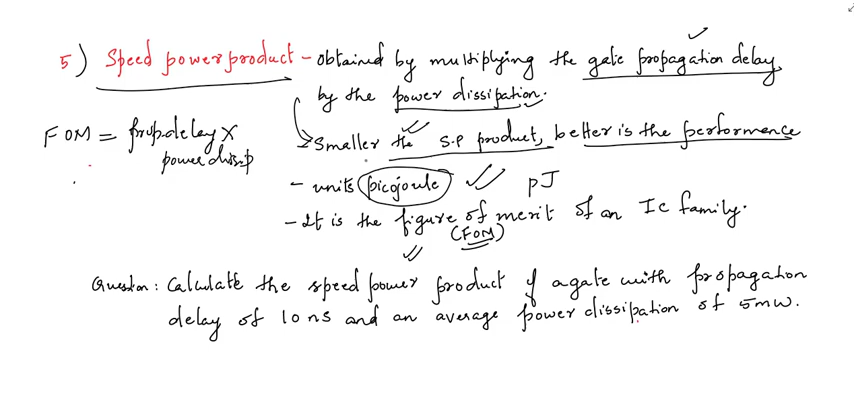 5) Speed power product - obtained by multiplying the gate propagation delay
by the power dissipation.
FOM = prop.delay X
power dissip
Smaller the S.P product, better is the performance
- units picojoule pJ
- It is the figure of merit of an Ic family.
(FOM)
Question: Calculate the speed power product if a gate with propagation
delay of 10 ns and an average power dissipation of 5mW.